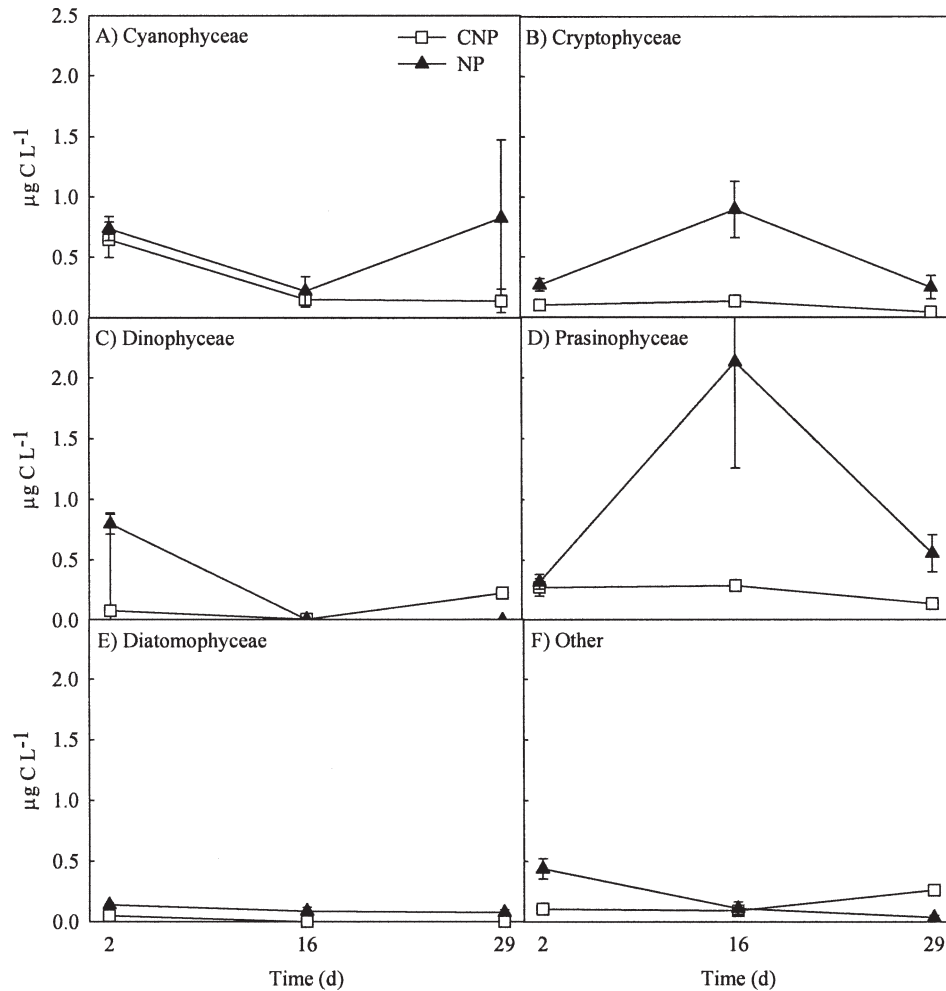 A) Cyanophyceae
CNP
NP
B) Cryptophyceae
2.5
2.0
1.5
1.0
0.5
0.0
µg C L-1
C) Dinophyceae
D) Prasinophyceae
2.0
1.5
1.0
0.5
0.0
µg C L-1
E) Diatomophyceae
F) Other
2.0
1.5
1.0
0.5
0.0
µg C L-1
2 16 29
2 16 29
Time (d)
Time (d)